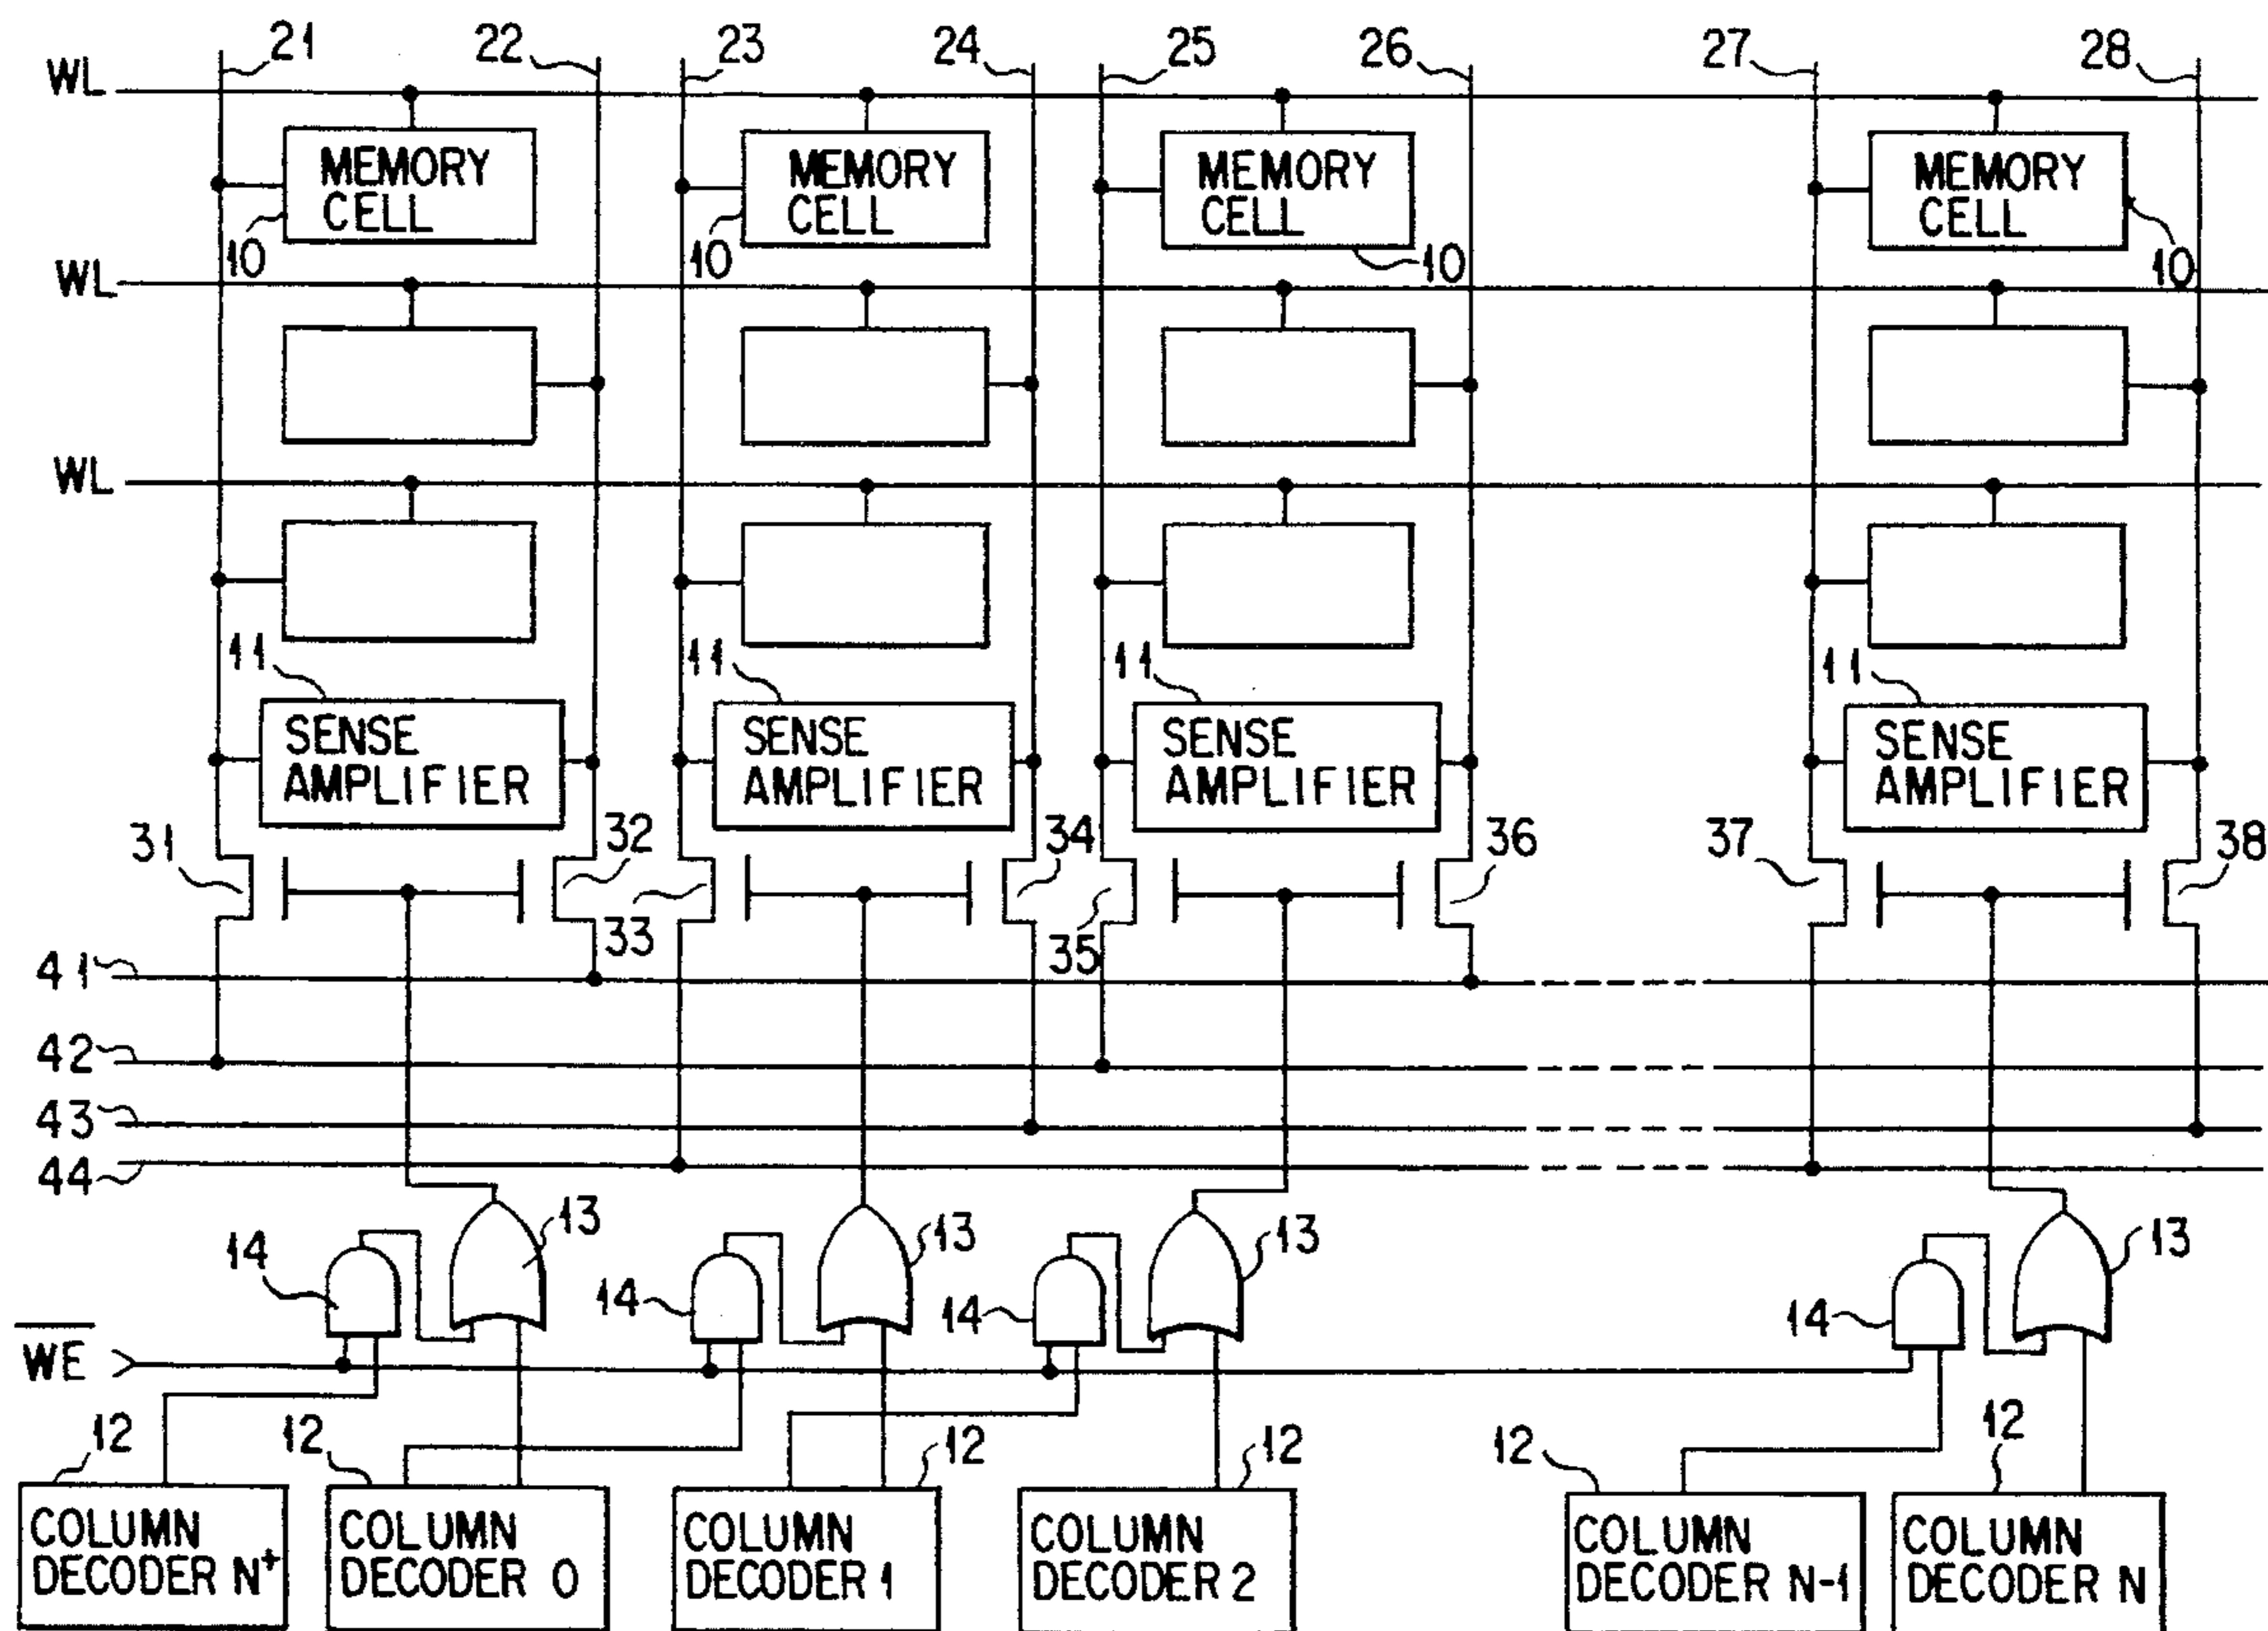 21 22 23 24 25 26 27 28
WL
MEMORY CELL MEMORY CELL MEMORY CELL MEMORY CELL
10 10 10 10
WL
WL
11 11 11 11
SENSE AMPLIFIER SENSE AMPLIFIER SENSE AMPLIFIER SENSE AMPLIFIER
31 32 33 34 35 36 37 38
41
42
43
44
14 13 14 13 14 13 14 13
WE
12 12 12 12 12 12
COLUMN DECODER N+ COLUMN DECODER 0 COLUMN DECODER 1 COLUMN DECODER 2 COLUMN DECODER N-1 COLUMN DECODER N